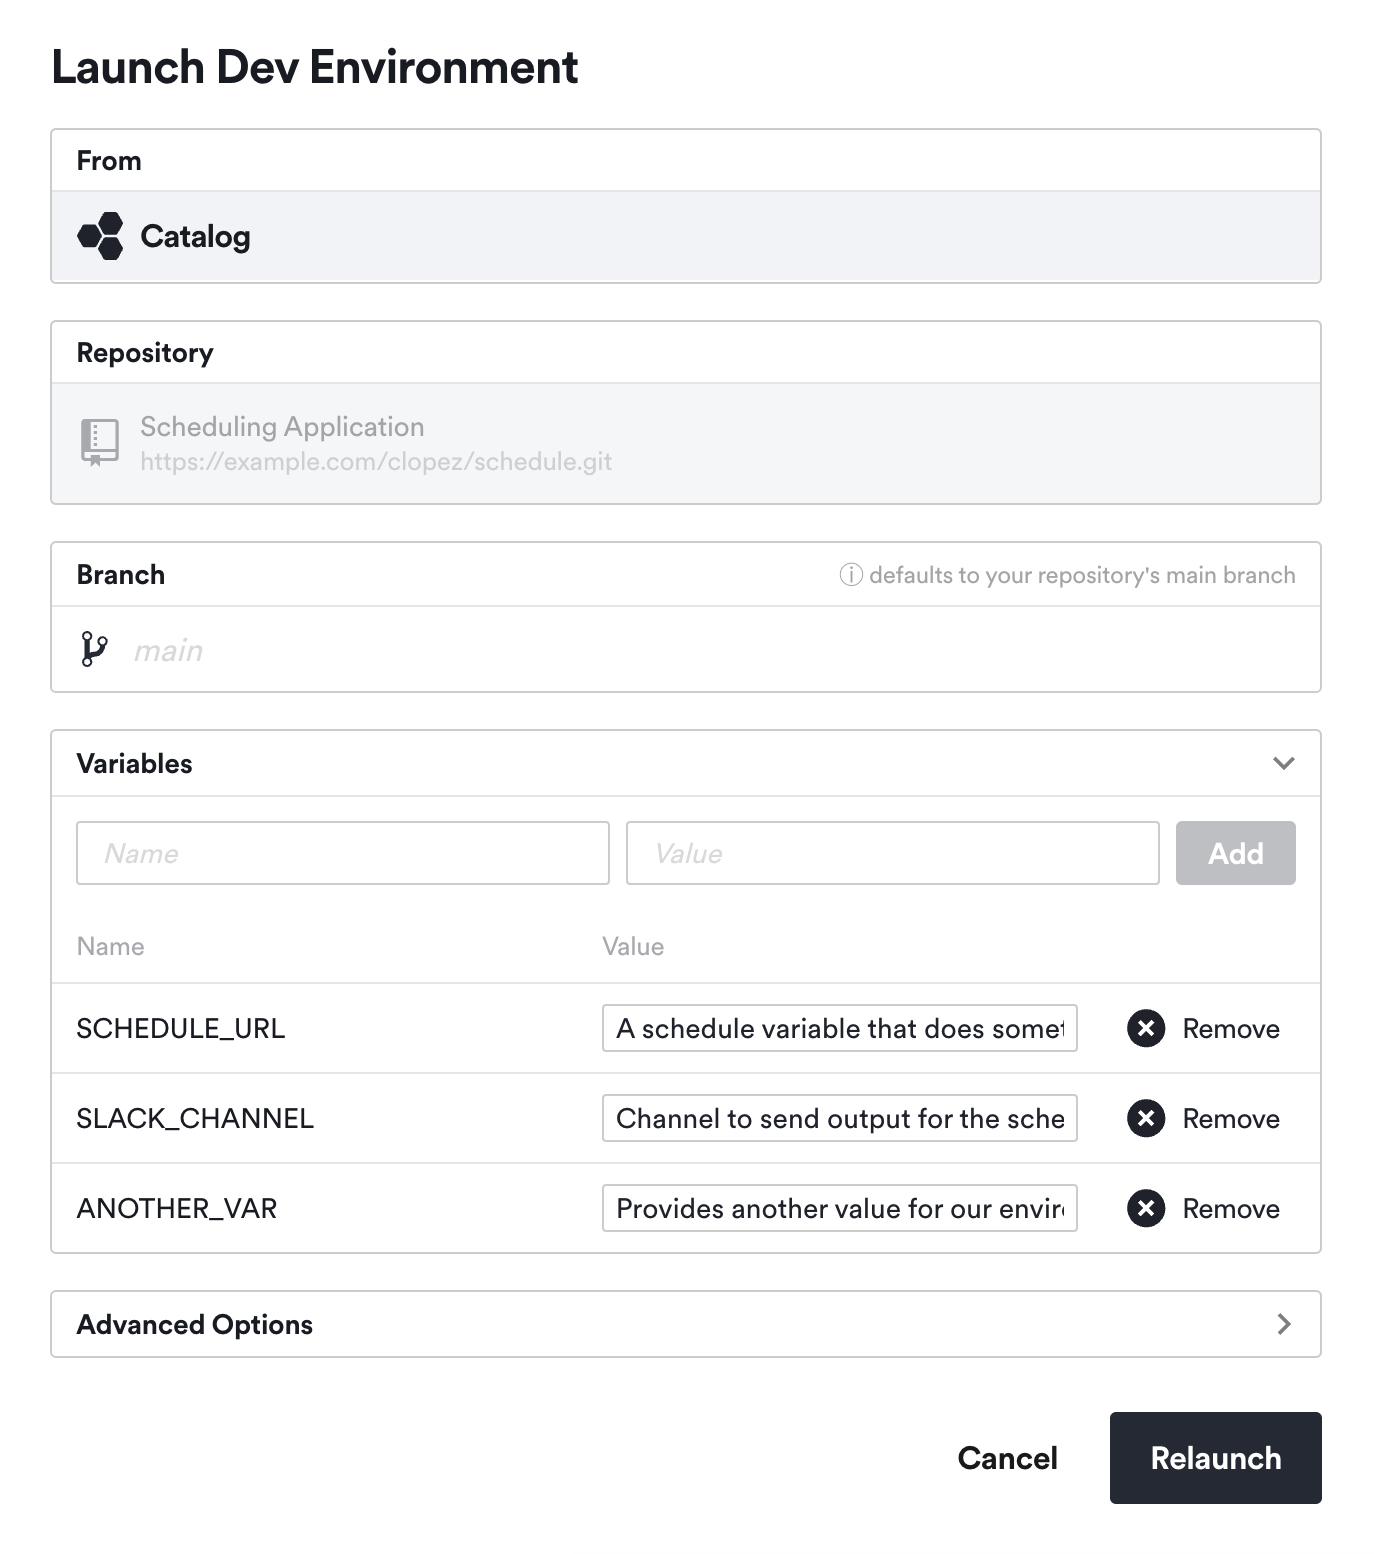 Launch Dev Environment
From
Catalog
Repository
Scheduling Application
https://example.com/clopez/schedule.git
Branch
ⓘ defaults to your repository's main branch
main
Variables
Name Value Add
Name Value
SCHEDULE_URL A schedule variable that does Remove
SLACK_CHANNEL Channel to send output for the sche Remove
ANOTHER_VAR Provides another value for our Remove
Advanced Options
Cancel Relaunch